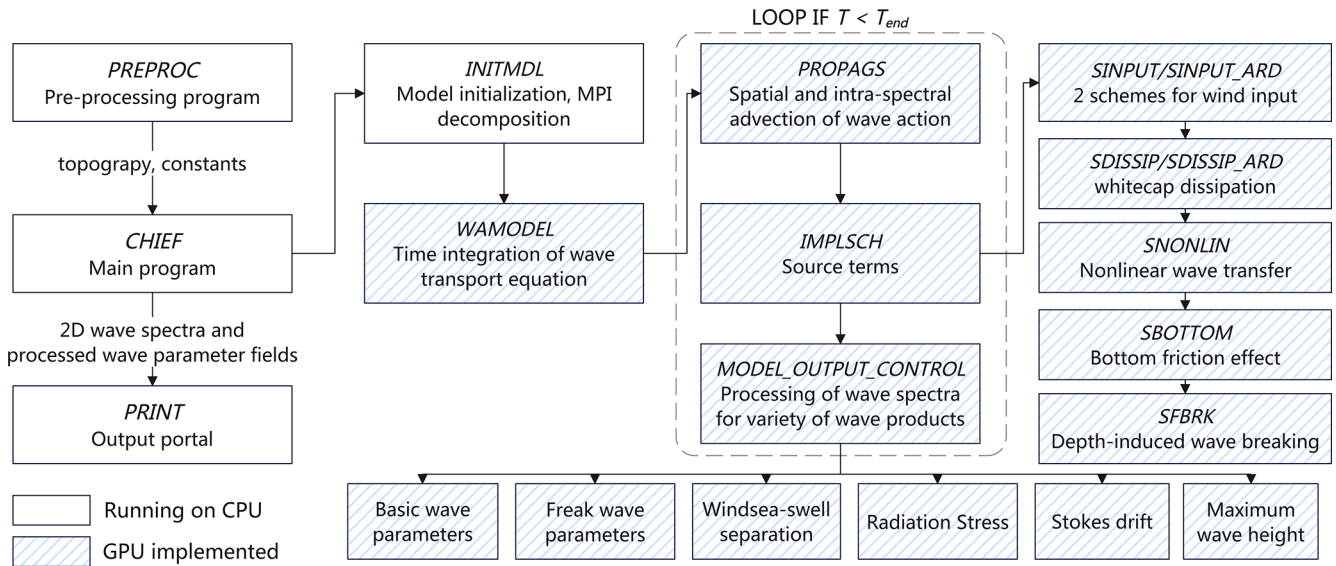 LOOP IF T < Tend
PREPROC
Pre-processing program
topograpy, constants
CHIEF
Main program
2D wave spectra and
processed wave parameter fields
PRINT
Output portal
INITMDL
Model initialization, MPI
decomposition
WAMODEL
Time integration of wave
transport equation
PROPAGS
Spatial and intra-spectral
advection of wave action
IMPLSCH
Source terms
MODEL_OUTPUT_CONTROL
Processing of wave spectra
for variety of wave products
SINPUT/SINPUT_ARD
2 schemes for wind input
SDISSIP/SDISSIP_ARD
whitecap dissipation
SNONLIN
Nonlinear wave transfer
SBOTTOM
Bottom friction effect
SFBRK
Depth-induced wave breaking
Basic wave
parameters
Freak wave
parameters
Windsea-swell
separation
Radiation Stress
Stokes drift
Maximum
wave height
Running on CPU
GPU implemented